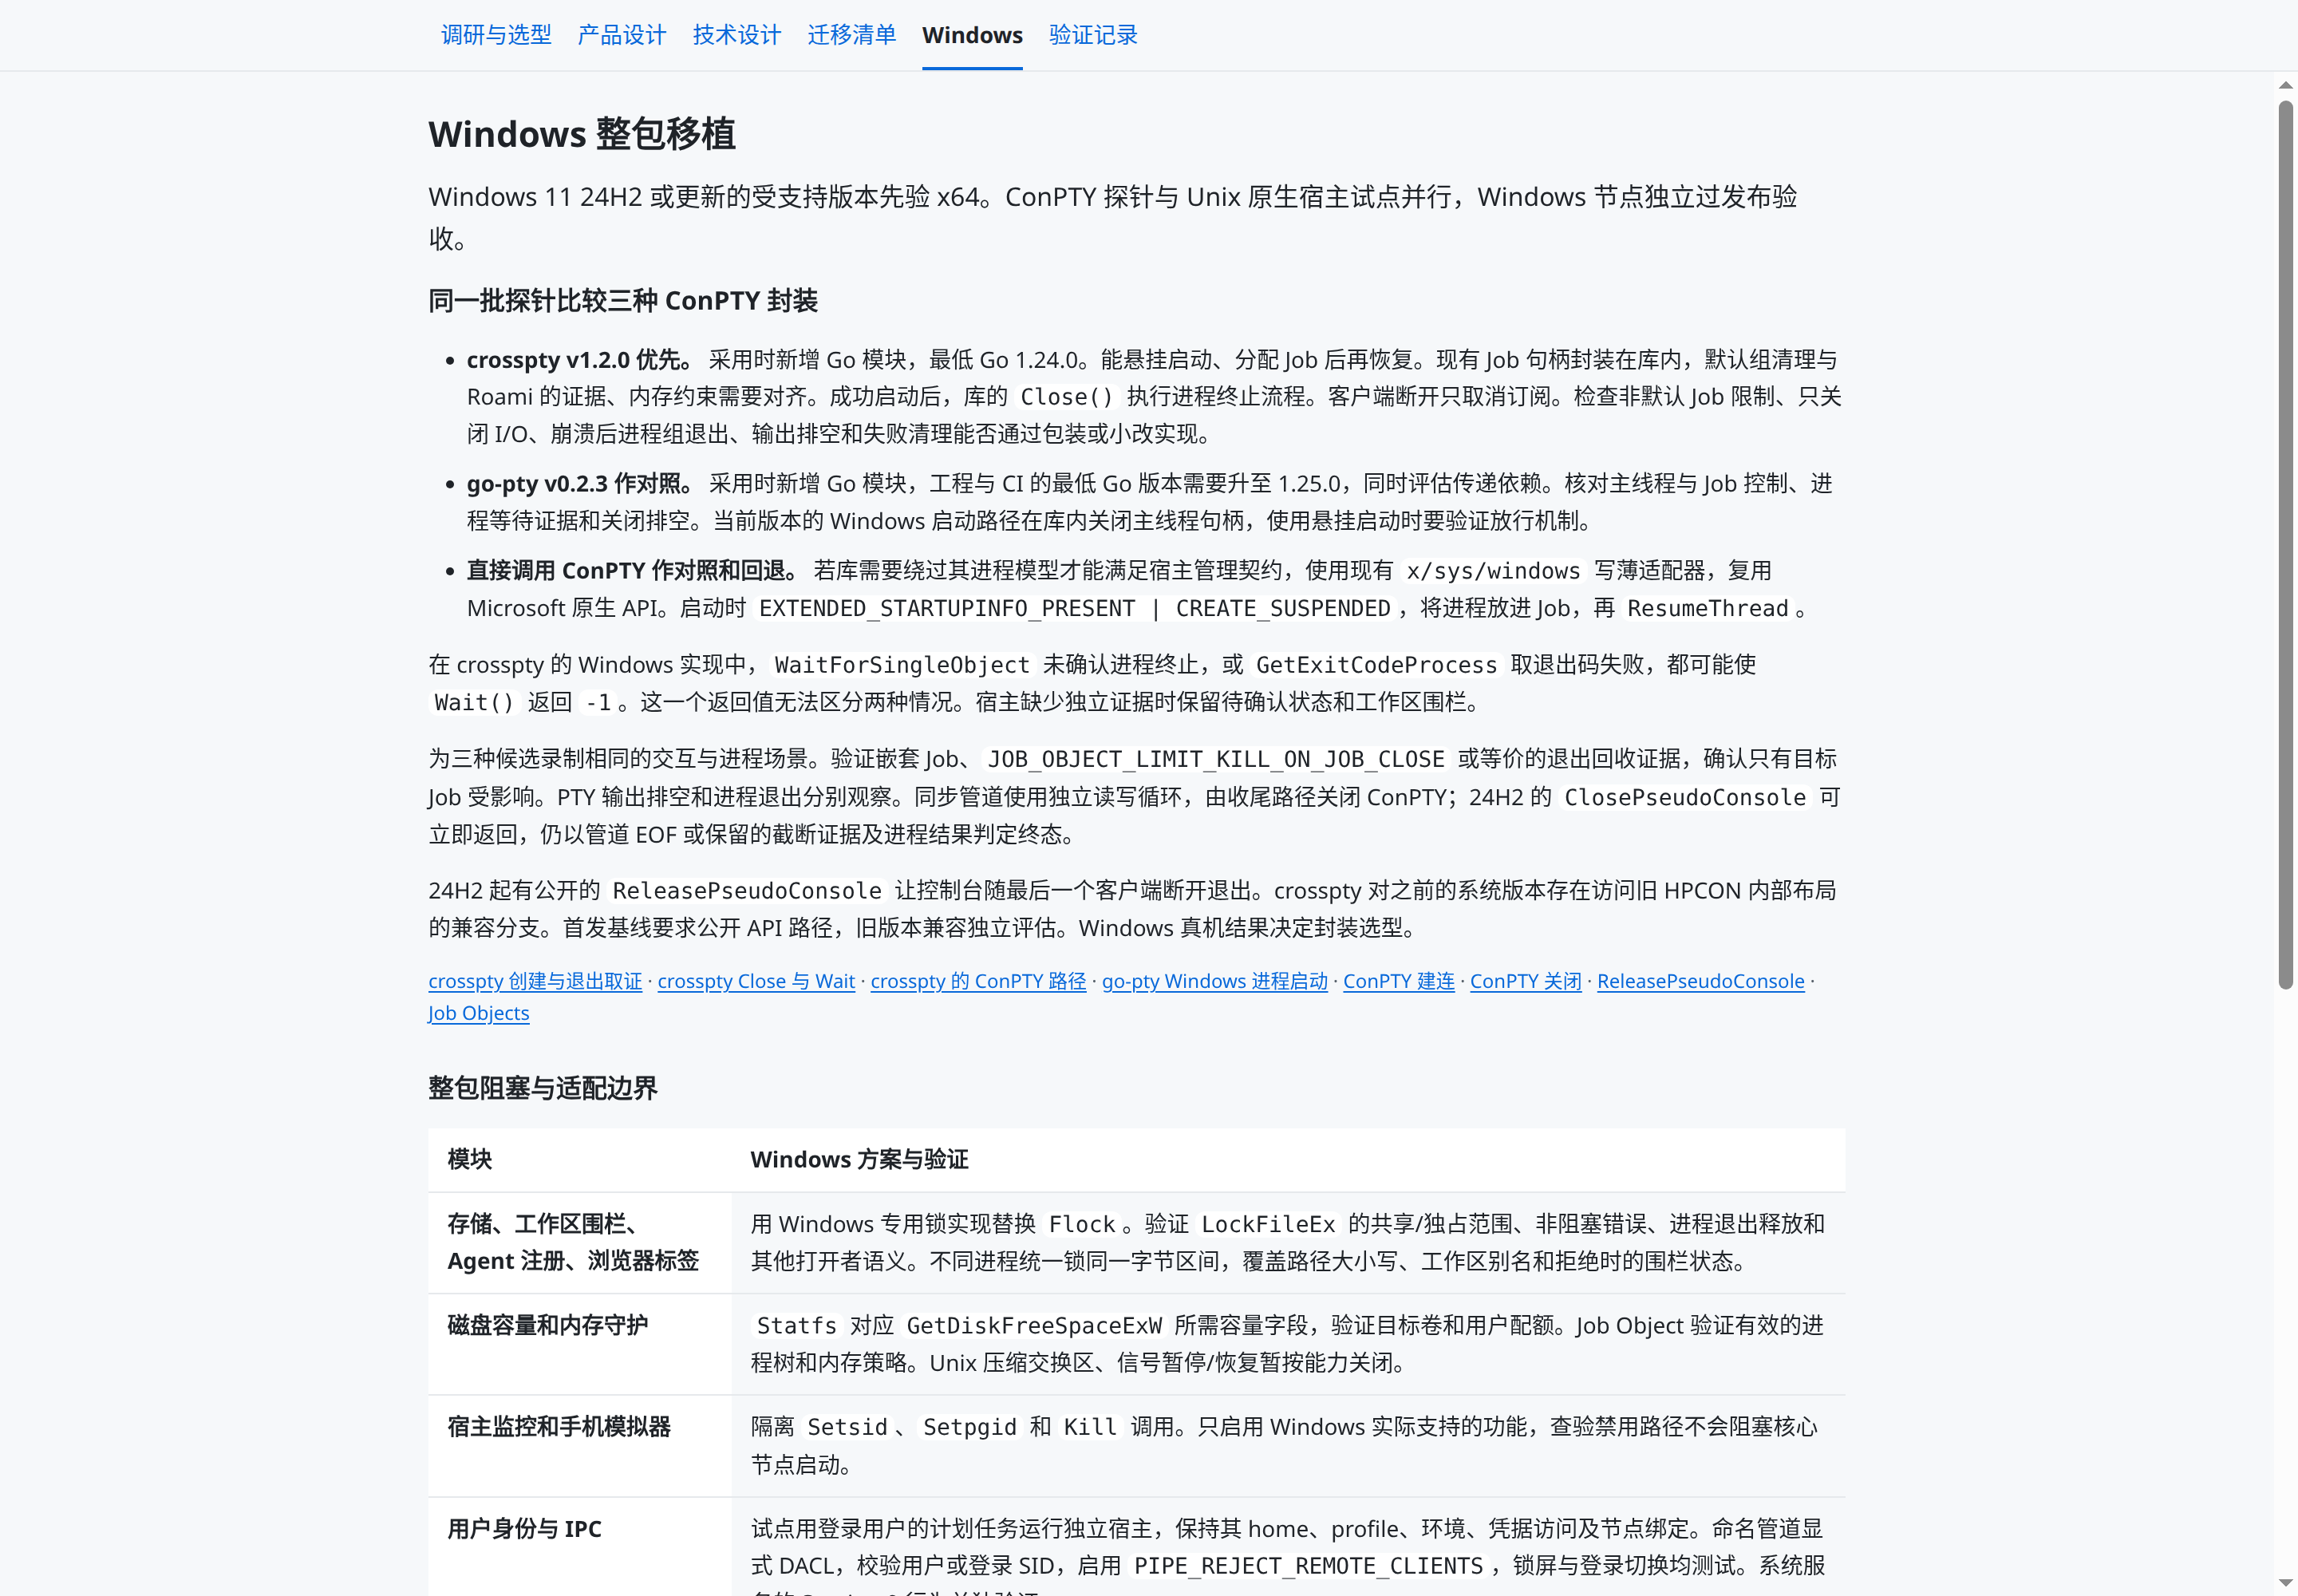 调研与选型 产品设计 技术设计 迁移清单 Windows 验证记录
Windows 整包移植
Windows 11 24H2 或更新的受支持版本先验 x64。ConPTY 探针与 Unix 原生宿主试点并行，Windows 节点独立过发布验
收。
同一批探针比较三种 ConPTY 封装
• crosspty v1.2.0 优先。 采用时新增 Go 模块，最低 Go 1.24.0。能悬挂启动、分配 Job 后再恢复。现有 Job 句柄封装在库内，默认组清理与
Roami 的证据、内存约束需要对齐。成功启动后，库的 Close() 执行进程终止流程。客户端断开只取消订阅。检查非默认 Job 限制、只关
闭 I/O、崩溃后进程组退出、输出排空和失败清理能否通过包装或小改实现。
• go-pty v0.2.3 作对照。 采用时新增 Go 模块，工程与 CI 的最低 Go 版本需要升至 1.25.0，同时评估传递依赖。核对主线程与 Job 控制、进
程等待证据和关闭排空。当前版本的 Windows 启动路径在库内关闭主线程句柄，使用悬挂启动时要验证放行机制。
• 直接调用 ConPTY 作对照和回退。 若库需要绕过其进程模型才能满足宿主管理契约，使用现有 x/sys/windows 写薄适配器，复用
Microsoft 原生 API。启动时 EXTENDED_STARTUPINFO_PRESENT | CREATE_SUSPENDED，将进程放进 Job，再 ResumeThread。
在 crosspty 的 Windows 实现中，WaitForSingleObject 未确认进程终止，或 GetExitCodeProcess 取退出码失败，都可能使
Wait() 返回 -1。这一个返回值无法区分两种情况。宿主缺少独立证据时保留待确认状态和工作区围栏。
为三种候选录制相同的交互与进程场景。验证嵌套 Job、JOB_OBJECT_LIMIT_KILL_ON_JOB_CLOSE 或等价的退出回收证据，确认只有目标
Job 受影响。PTY 输出排空和进程退出分别观察。同步管道使用独立读写循环，由收尾路径关闭 ConPTY；24H2 的 ClosePseudoConsole 可
立即返回，仍以管道 EOF 或保留的截断证据及进程结果判定终态。
24H2 起有公开的 ReleasePseudoConsole 让控制台随最后一个客户端断开退出。crosspty 对之前的系统版本存在访问旧 HPCON 内部布局
的兼容分支。首发基线要求公开 API 路径，旧版本兼容独立评估。Windows 真机结果决定封装选型。
crosspty 创建与退出取证 · crosspty Close 与 Wait · crosspty 的 ConPTY 路径 · go-pty Windows 进程启动 · ConPTY 建连 · ConPTY 关闭 · ReleasePseudoConsole ·
Job Objects
整包阻塞与适配边界
模块 Windows 方案与验证
存储、工作区围栏、
Agent 注册、浏览器标签
用 Windows 专用锁实现替换 Flock。验证 LockFileEx 的共享/独占范围、非阻塞错误、进程退出释放和
其他打开者语义。不同进程统一锁同一字节区间，覆盖路径大小写、工作区别名和拒绝时的围栏状态。
磁盘容量和内存守护
Statfs 对应 GetDiskFreeSpaceExW 所需容量字段，验证目标卷和用户配额。Job Object 验证有效的进
程树和内存策略。Unix 压缩交换区、信号暂停/恢复暂按能力关闭。
宿主监控和手机模拟器
隔离 Setsid、Setpgid 和 Kill 调用。只启用 Windows 实际支持的功能，查验禁用路径不会阻塞核心
节点启动。
用户身份与 IPC
试点用登录用户的计划任务运行独立宿主，保持其 home、profile、环境、凭据访问及节点绑定。命名管道显
式 DACL，校验用户或登录 SID，启用 PIPE_REJECT_REMOTE_CLIENTS，锁屏与登录切换均测试。系统服